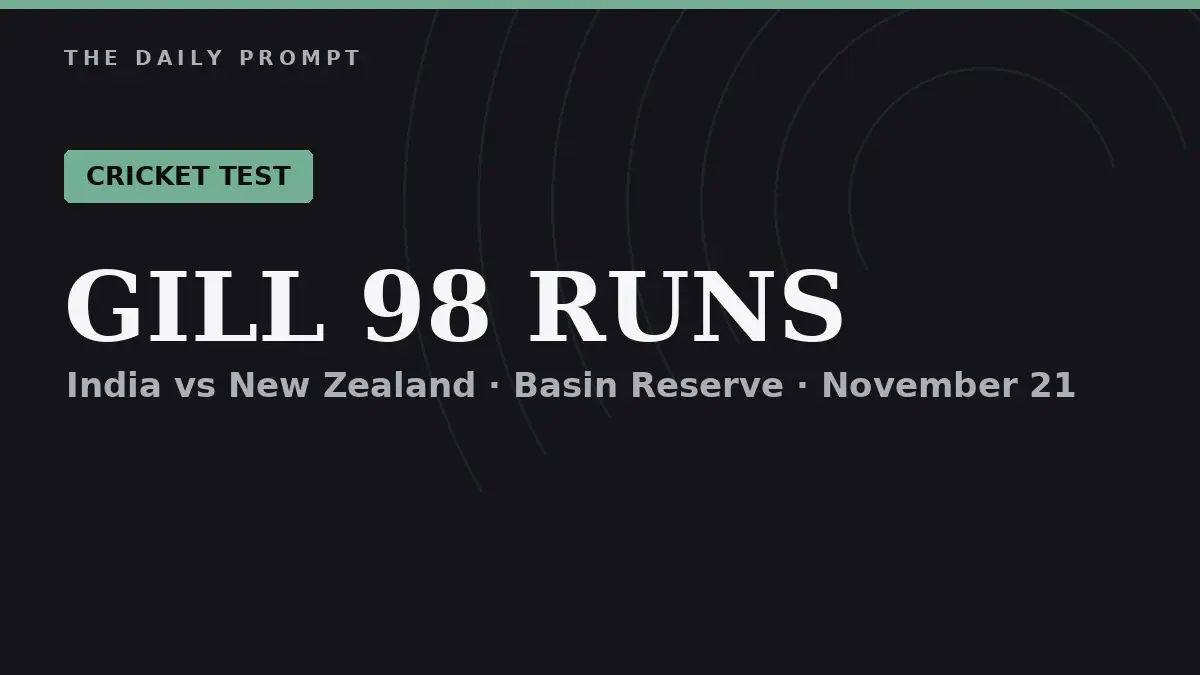 THE DAILY PROMPT
CRICKET TEST
GILL 98 RUNS
India vs New Zealand · Basin Reserve · November 21